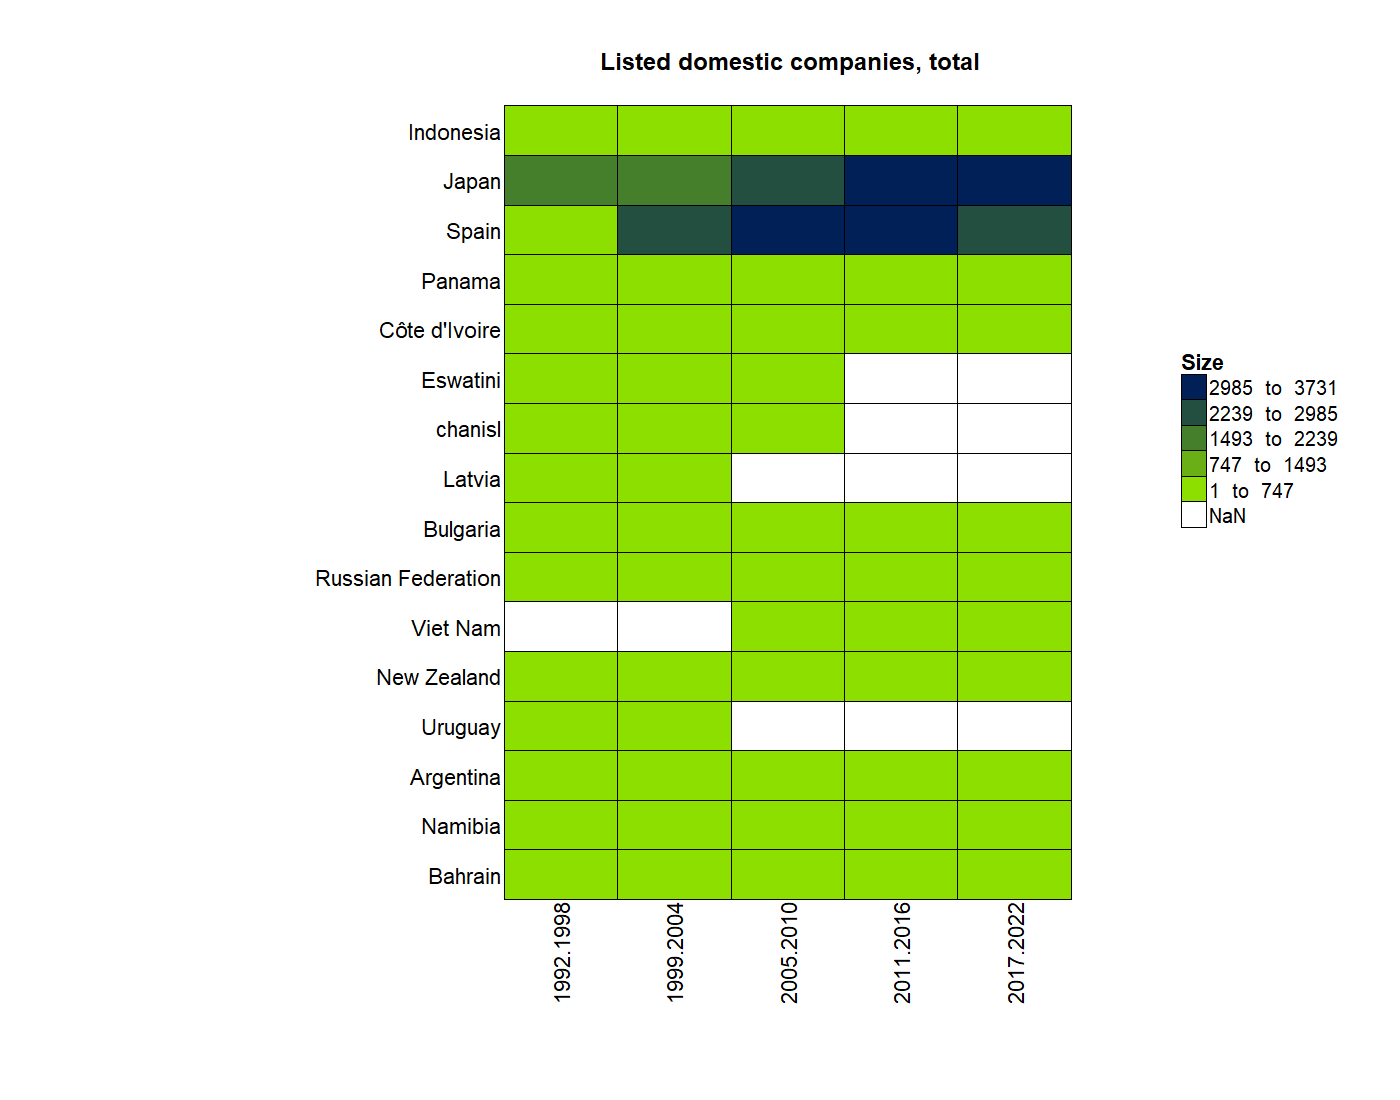 Listed domestic companies, total
Indonesia
Japan
Spain
Panama
Côte d'Ivoire
Eswatini
chanisl
Latvia
Bulgaria
Russian Federation
Viet Nam
New Zealand
Uruguay
Argentina
Namibia
Bahrain
1992.1998
1999.2004
2005.2010
2011.2016
2017.2022
Size
2985 to 3731
2239 to 2985
1493 to 2239
747 to 1493
1 to 747
NaN